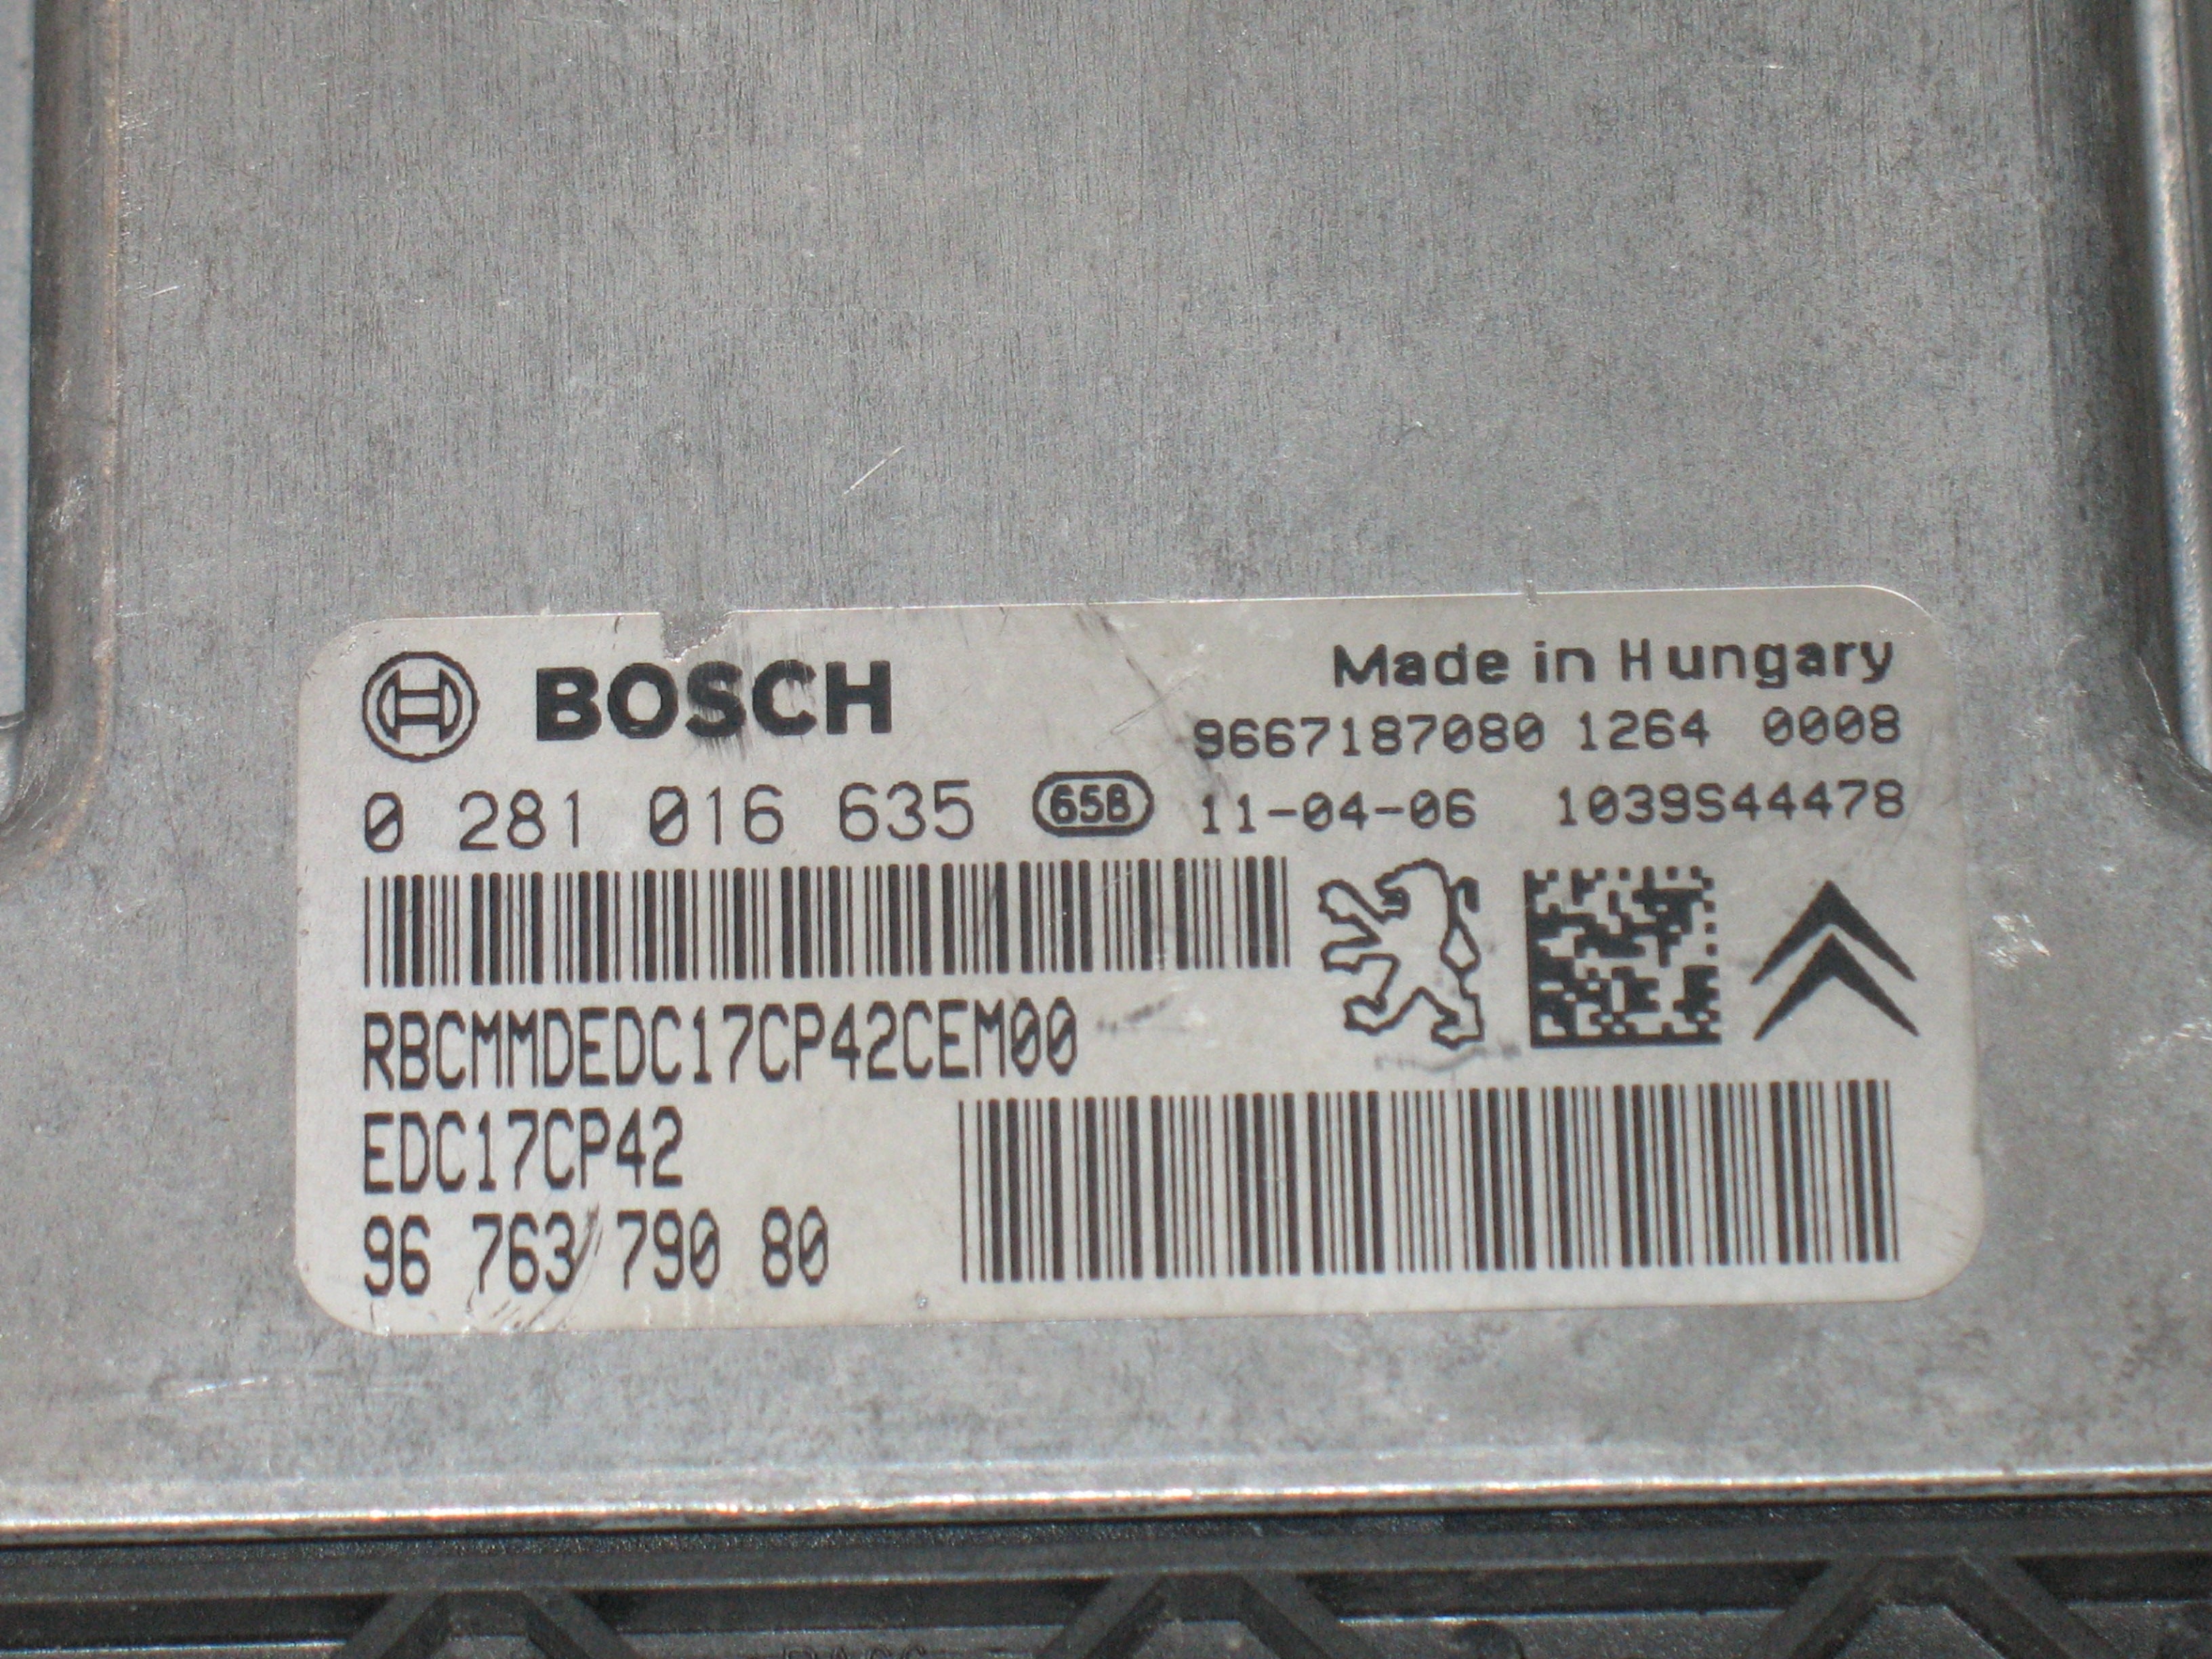 BOSCH
Made in Hungary
9667187080 1264 0008
0 281 016 635 65B 11-04-06 1039S44478
RBCMMDEDC17CP42CEM00
EDC17CP42
96 763 790 80